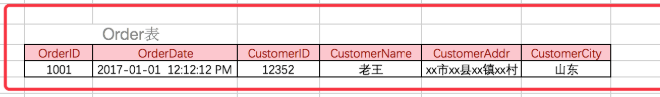 Order表
OrderID OrderDate CustomerID CustomerName CustomerAddr CustomerCity
1001 2017-01-01 12:12:12 PM 12352 老王 xx市xx县xx镇xx村 山东